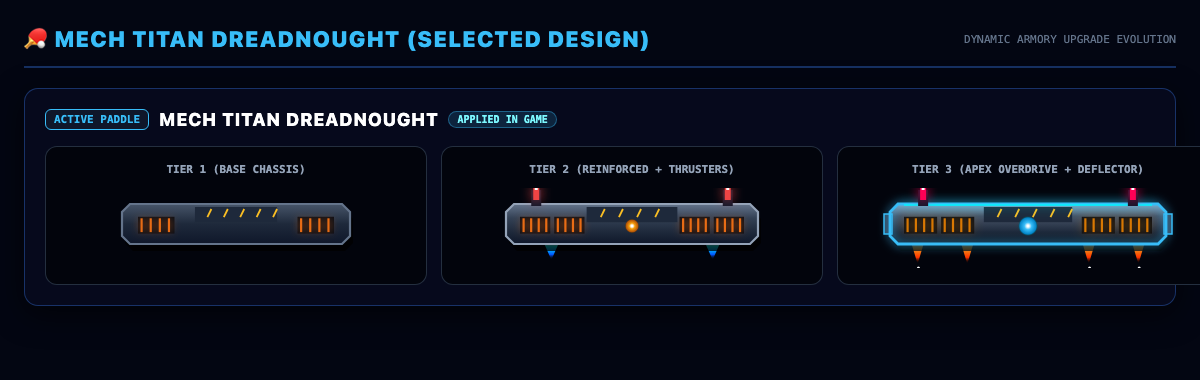 MECH TITAN DREADNOUGHT (SELECTED DESIGN)
DYNAMIC ARMORY UPGRADE EVOLUTION
ACTIVE PADDLE
MECH TITAN DREADNOUGHT
APPLIED IN GAME
TIER 1 (BASE CHASSIS)
TIER 2 (REINFORCED + THRUSTERS)
TIER 3 (APEX OVERDRIVE + DEFLECTOR)